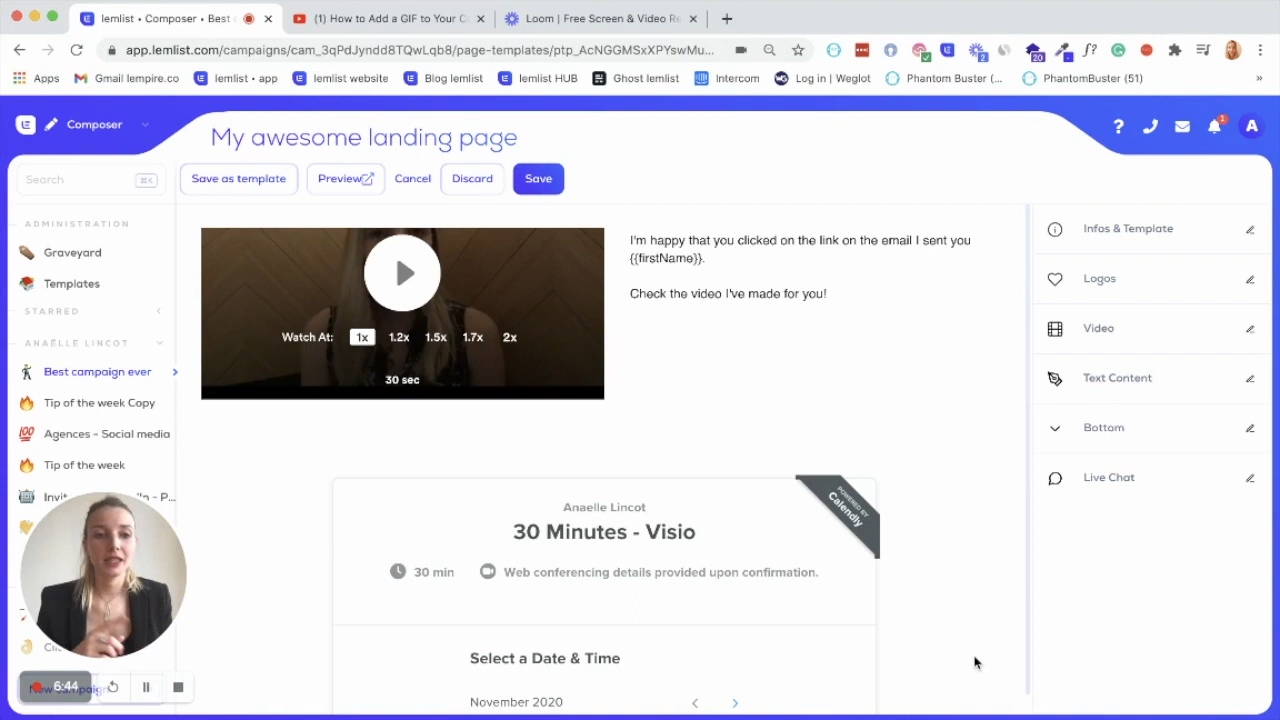 lemlist • Composer • Best c
(1) How to Add a GIF to Your C
Loom | Free Screen & Video Re
app.lemlist.com/campaigns/cam_3qPdJyndd8TQwLqb8/page-templates/ptp_AcNGGMSxXPYswMu...
2
20
f?
Apps
Gmail lempire.co
lemlist • app
lemlist website
Blog lemlist
lemlist HUB
Ghost lemlist
Intercom
Log in | Weglot
Phantom Buster (...
PhantomBuster (51)
»
Composer
My awesome landing page
?
1
A
Search
⌘K
Save as template
Preview
Cancel
Discard
Save
ADMINISTRATION
Graveyard
Templates
STARRED
ANAËLLE LINCOT
Best campaign ever
Tip of the week Copy
Agences - Social media
Tip of the week
Watch At:
1x
1.2x
1.5x
1.7x
2x
30 sec
I'm happy that you clicked on the link on the email I sent you
{{firstName}}.
Check the video I've made for you!
Infos & Template
Logos
Video
Text Content
Bottom
Live Chat
Anaelle Lincot
30 Minutes - Visio
POWERED BY
Calendly
30 min
Web conferencing details provided upon confirmation.
Select a Date & Time
November 2020
6:44